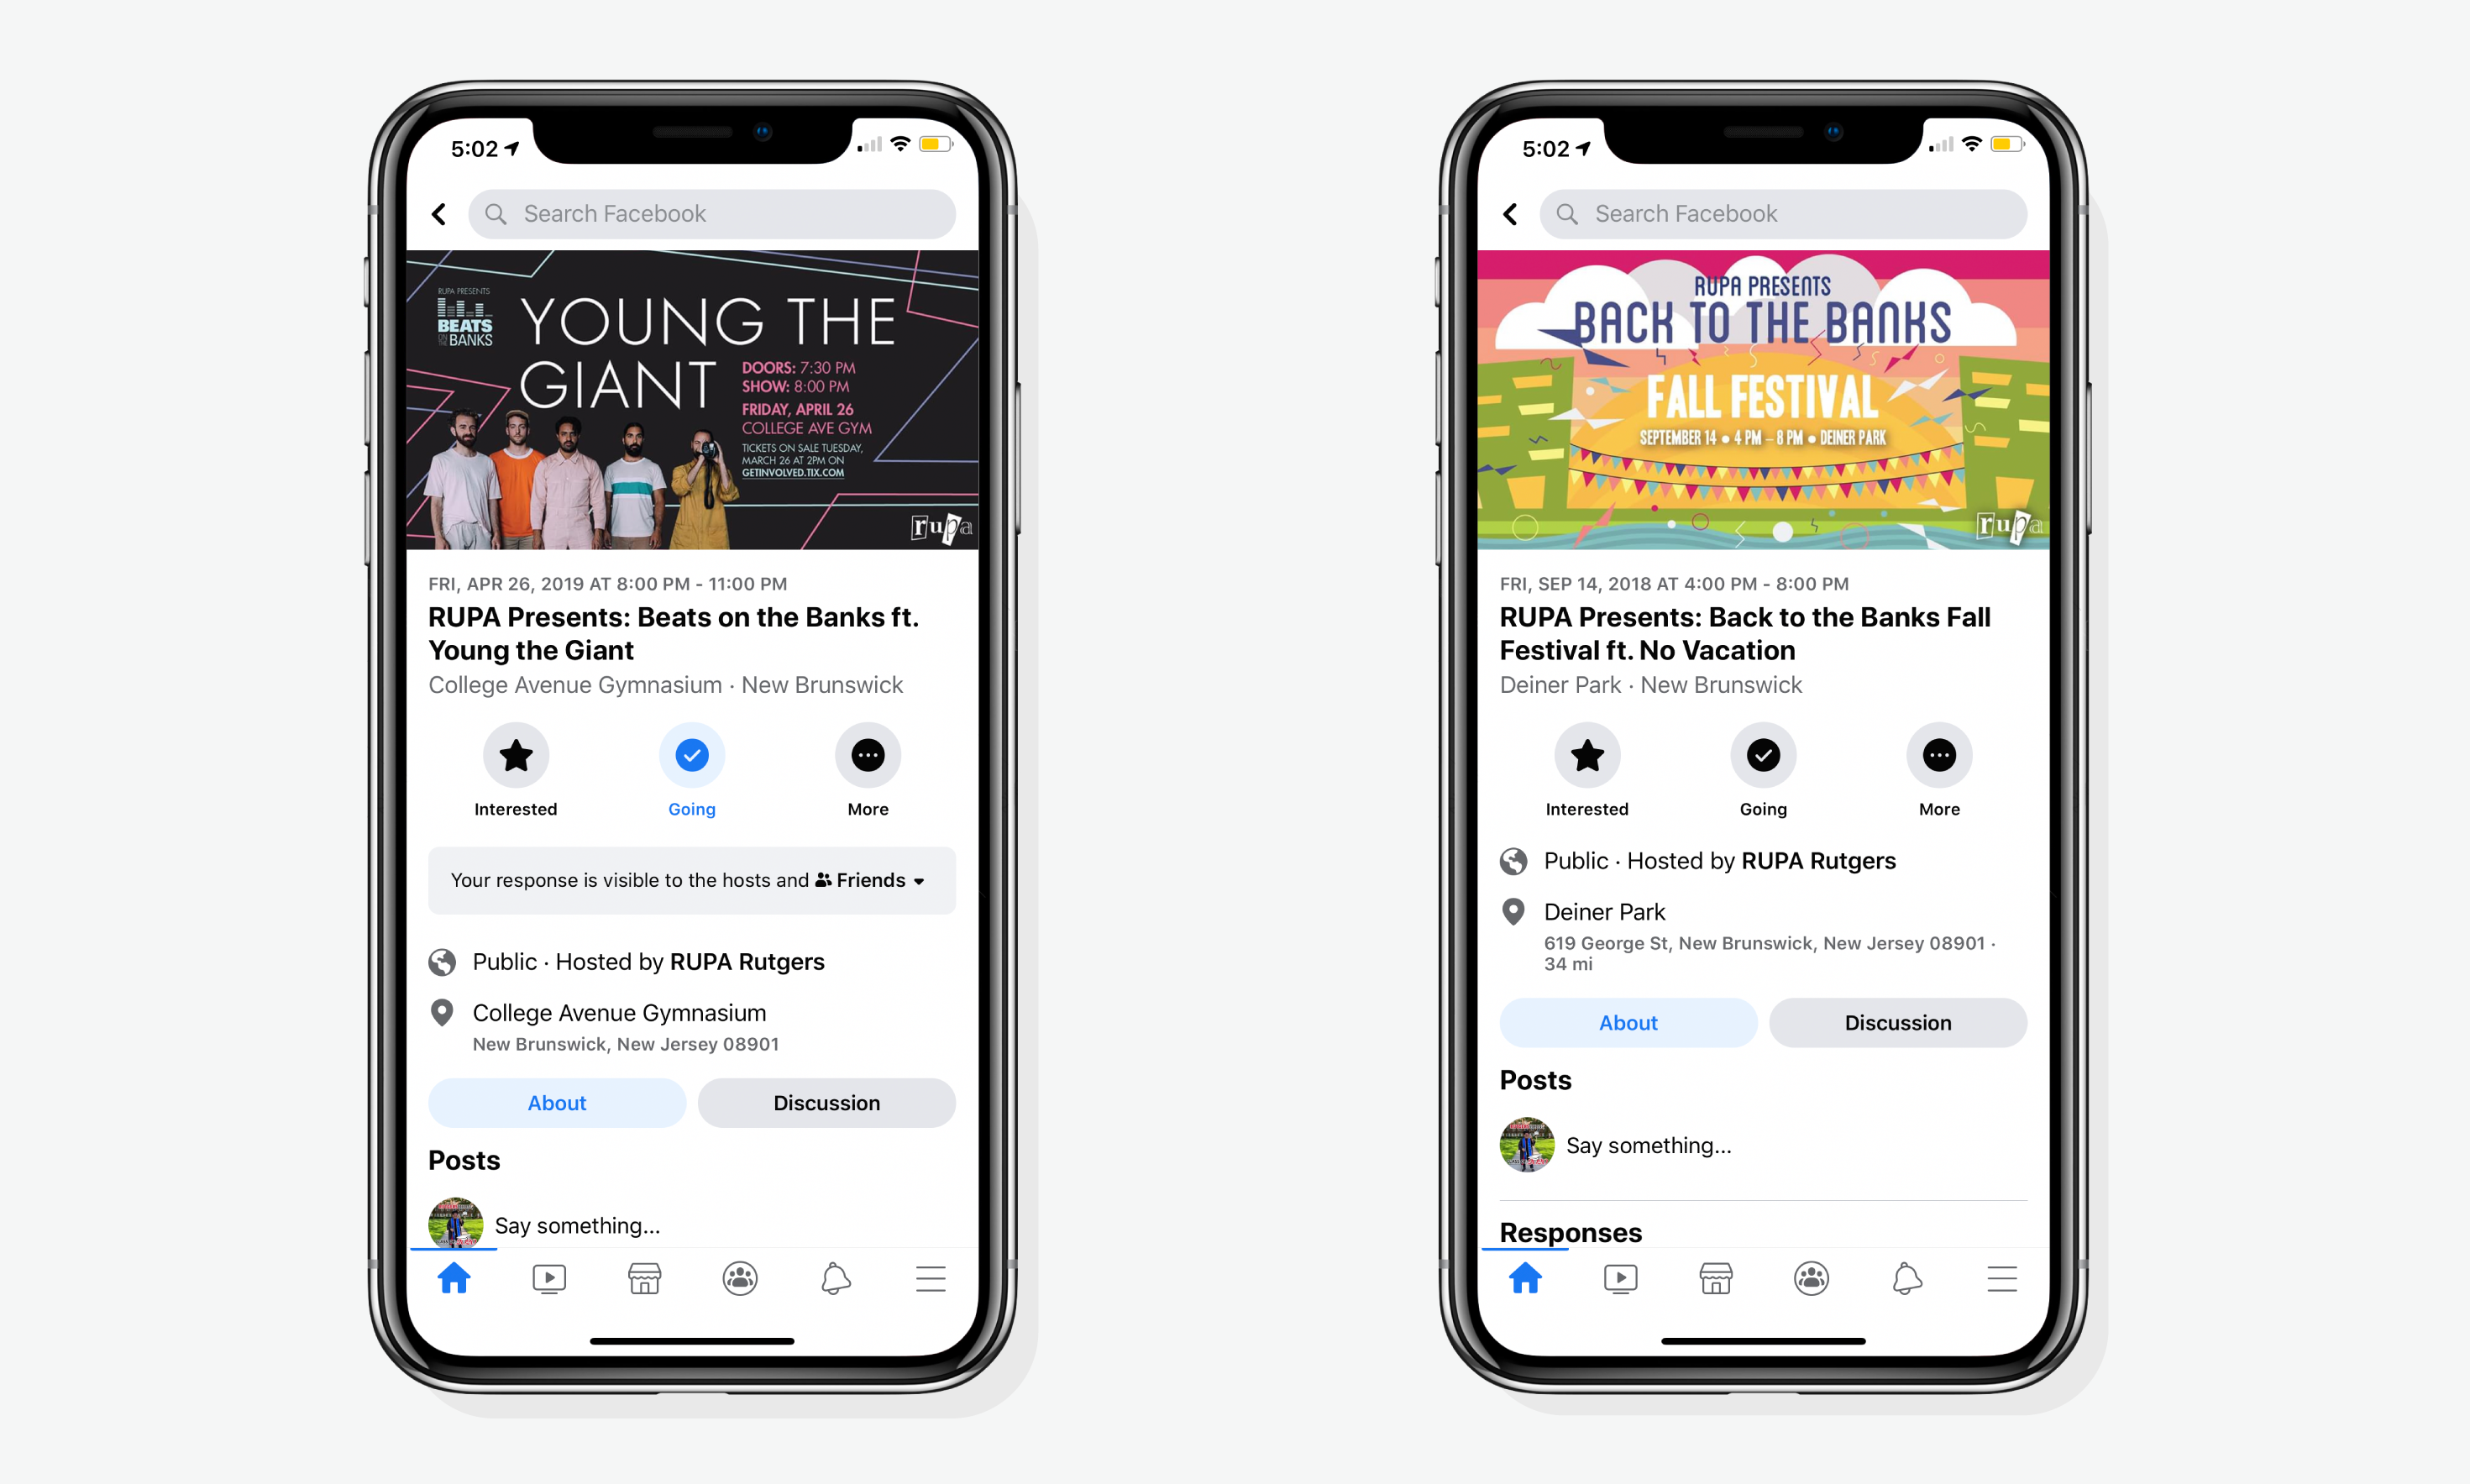 5:02
Search Facebook
RUPA PRESENTS
BEATS
ON THE BANKS
YOUNG THE
GIANT
DOORS: 7:30 PM
SHOW: 8:00 PM
FRIDAY, APRIL 26
COLLEGE AVE GYM
TICKETS ON SALE TUESDAY,
MARCH 26 AT 2PM ON
GETINVOLVED.TIX.COM
rupa
FRI, APR 26, 2019 AT 8:00 PM - 11:00 PM
RUPA Presents: Beats on the Banks ft.
Young the Giant
College Avenue Gymnasium · New Brunswick
Interested
Going
More
Your response is visible to the hosts and Friends
Public · Hosted by RUPA Rutgers
College Avenue Gymnasium
New Brunswick, New Jersey 08901
About
Discussion
Posts
Say something...
5:02
Search Facebook
RUPA PRESENTS
BACK TO THE BANKS
FALL FESTIVAL
SEPTEMBER 14 • 4 PM – 8 PM • DEINER PARK
rupa
FRI, SEP 14, 2018 AT 4:00 PM - 8:00 PM
RUPA Presents: Back to the Banks Fall
Festival ft. No Vacation
Deiner Park · New Brunswick
Interested
Going
More
Public · Hosted by RUPA Rutgers
Deiner Park
619 George St, New Brunswick, New Jersey 08901 ·
34 mi
About
Discussion
Posts
Say something...
Responses